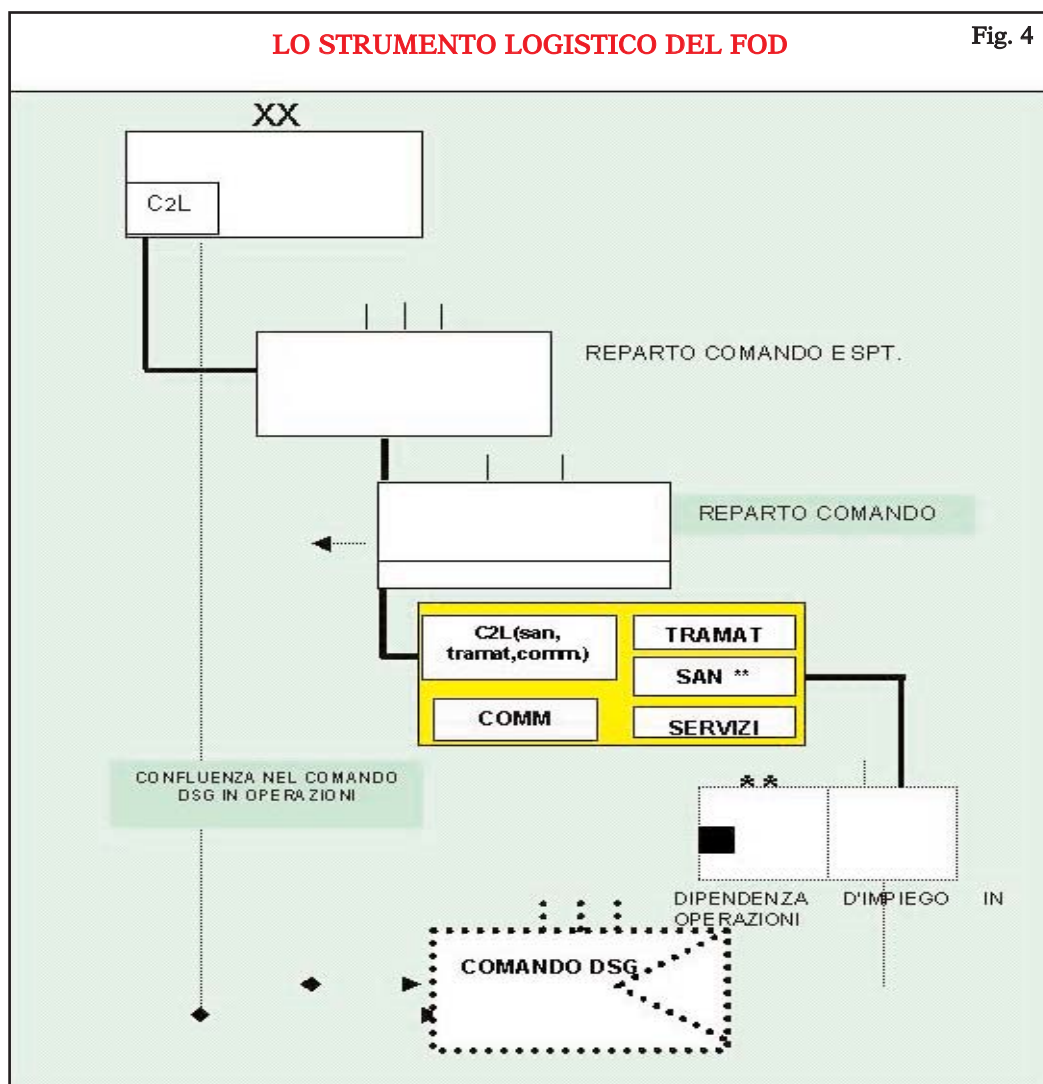 LO STRUMENTO LOGISTICO DEL FOD
Fig. 4
XX
C2L
REPARTO COMANDO E SPT.
REPARTO COMANDO
C2L(san,
tramat,comm.)
TRAMAT
SAN **
COMM
SERVIZI
CONFLUENZA NEL COMANDO
DSG IN OPERAZIONI
**
DIPENDENZA D'IMPIEGO IN
OPERAZIONI
COMANDO DSG